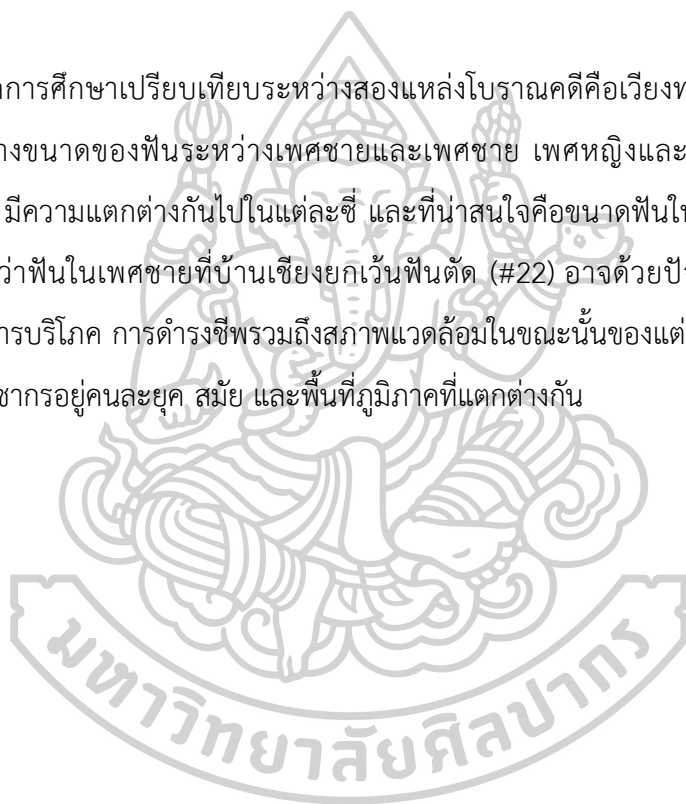 การศึกษาเปรียบเทียบระหว่างสองแหล่งโบราณคดีคือเวียง
ขนาดของฟันระหว่างเพศชายและเพศชาย เพศหญิงและ
มีความแตกต่างกันไปในแต่ละซี่ และที่น่าสนใจคือขนาดฟันใน
ว่าฟันในเพศชายที่บ้านเชียงยกเว้นฟันตัด (#22) อาจด้วย
การบริโภค การดำรงชีพรวมถึงสภาพแวดล้อมในขณะนั้นของ
อยู่คนละยุค สมัย และพื้นที่ภูมิภาคที่แตกต่างกัน
มหาวิทยาลัยศิลปากร